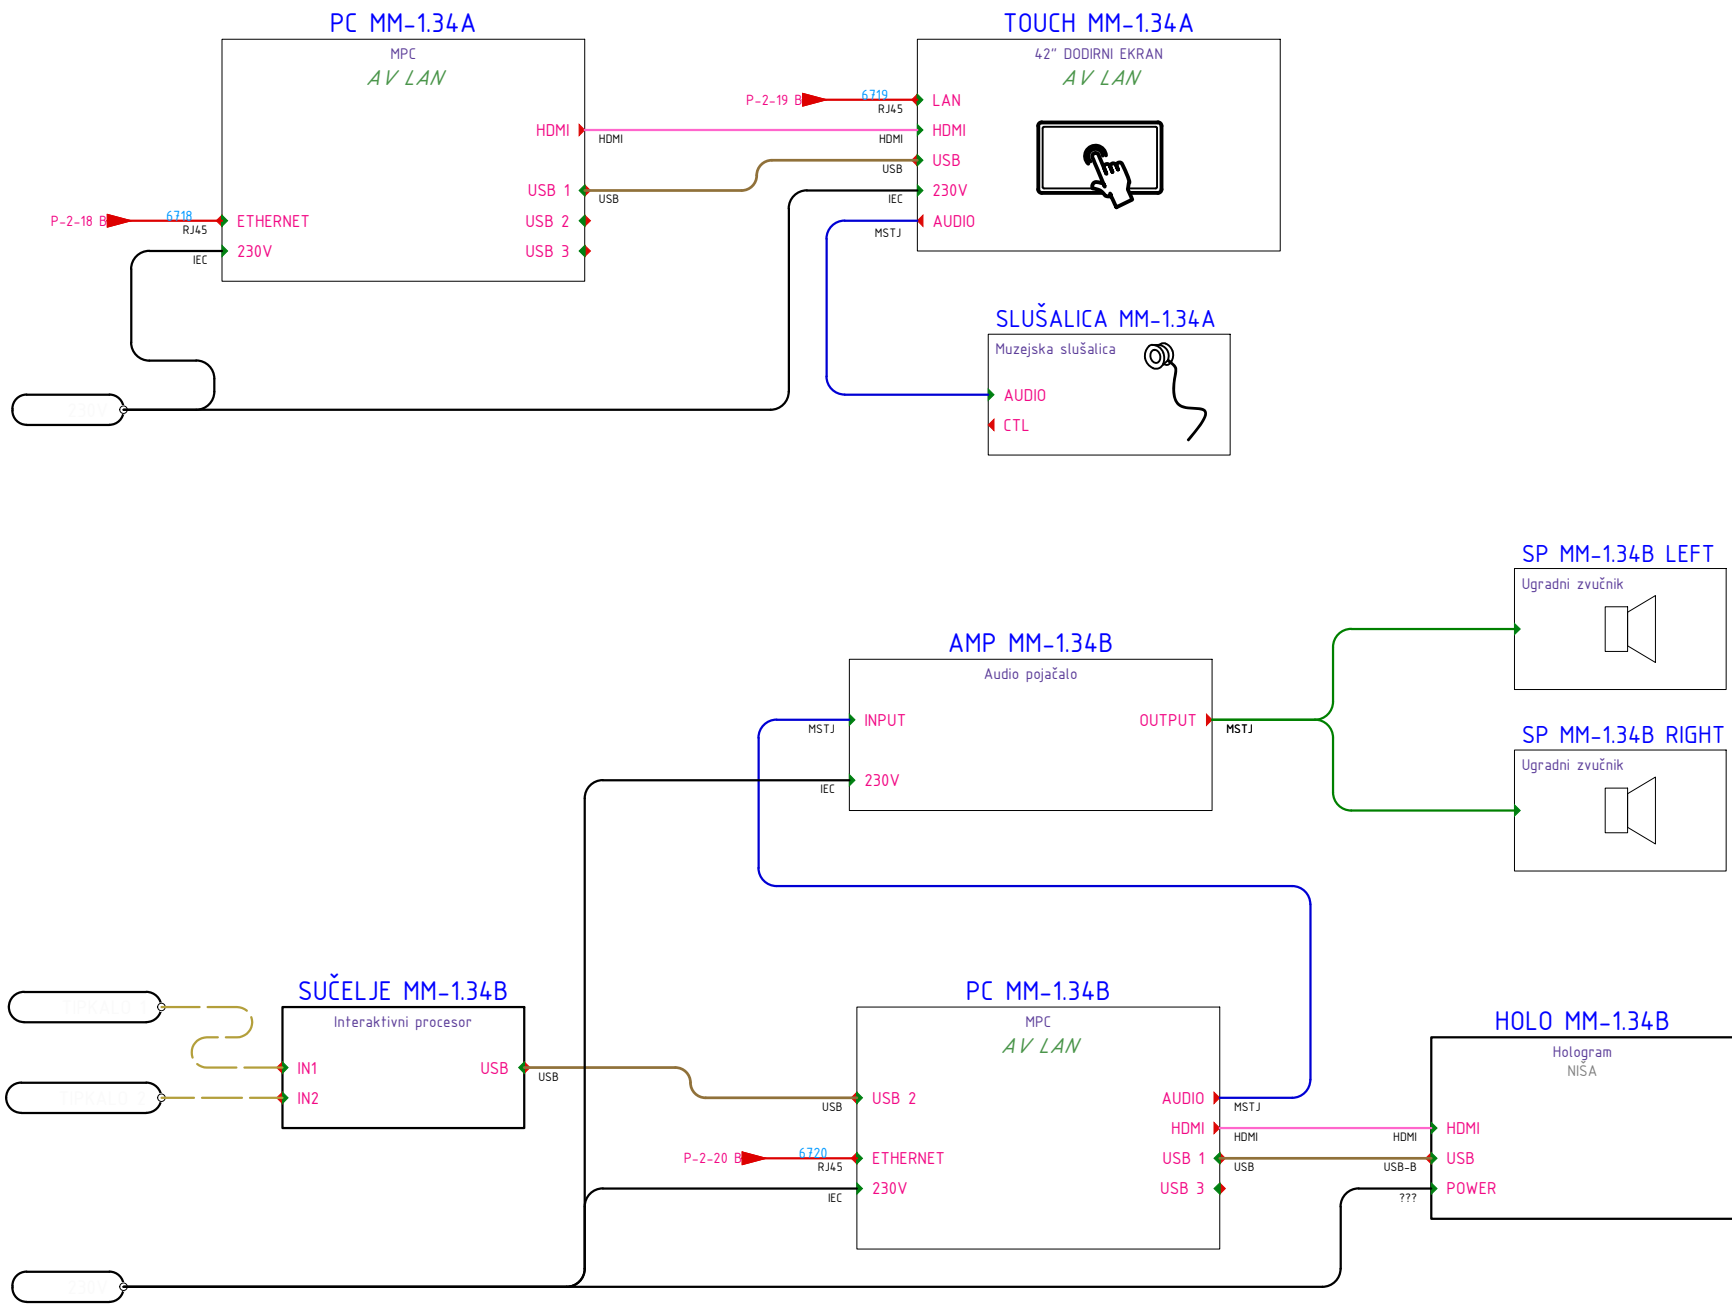 PC MM-1.34A
MPC
AV LAN
HDMI
HDMI
USB 1
USB
USB 2
USB 3
P-2-18 B
6718
RJ45
ETHERNET
IEC
230V
230V
TOUCH MM-1.34A
42" DODIRNI EKRAN
AV LAN
P-2-19 B
6719
RJ45
LAN
HDMI
HDMI
USB
USB
IEC
230V
MSTJ
AUDIO
SLUŠALICA MM-1.34A
Muzejska slušalica
AUDIO
CTL
SP MM-1.34B LEFT
Ugradni zvučnik
SP MM-1.34B RIGHT
Ugradni zvučnik
AMP MM-1.34B
Audio pojačalo
MSTJ
INPUT
OUTPUT
MSTJ
IEC
230V
TIPKALO
TIPKALO
SUČELJE MM-1.34B
Interaktivni procesor
IN1
IN2
USB
USB
PC MM-1.34B
MPC
AV LAN
USB
USB 2
P-2-20 B
6720
RJ45
ETHERNET
IEC
230V
AUDIO
MSTJ
HDMI
HDMI
USB 1
USB
USB 3
HOLO MM-1.34B
Hologram
NIŠA
HDMI
HDMI
USB-B
USB
???
POWER
230V